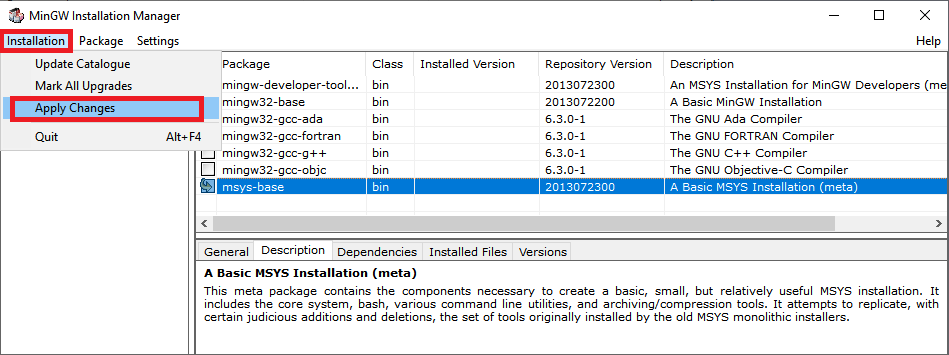 MinGW Installation Manager
Installation Package Settings Help
Update Catalogue
Mark All Upgrades
Apply Changes
Quit Alt+F4
Package Class Installed Version Repository Version Description
mingw-developer-tool... bin 2013072300 An MSYS Installation for MinGW Developers (me
mingw32-base bin 2013072200 A Basic MinGW Installation
mingw32-gcc-ada bin 6.3.0-1 The GNU Ada Compiler
mingw32-gcc-fortran bin 6.3.0-1 The GNU FORTRAN Compiler
mingw32-gcc-g++ bin 6.3.0-1 The GNU C++ Compiler
mingw32-gcc-objc bin 6.3.0-1 The GNU Objective-C Compiler
msys-base bin 2013072300 A Basic MSYS Installation (meta)
General Description Dependencies Installed Files Versions
A Basic MSYS Installation (meta)
This meta package contains the components necessary to create a basic, small, but relatively useful MSYS installation. It
includes the core system, bash, various command line utilities, and archiving/compression tools. It attempts to replicate, with
certain judicious additions and deletions, the set of tools originally installed by the old MSYS monolithic installers.